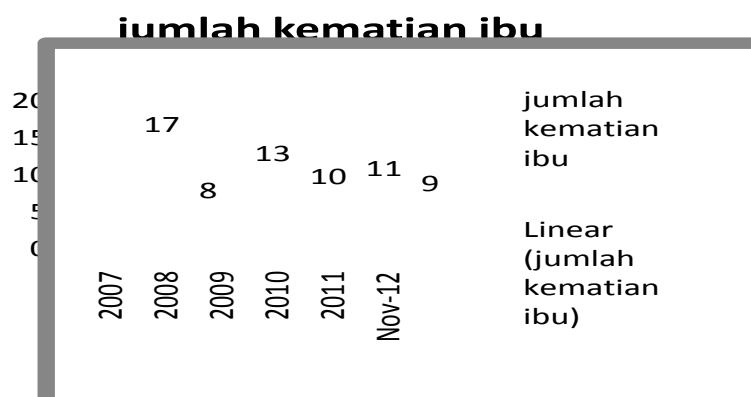 jumlah kematian ibu
20
15
10
5
0
17
8
13
10
11
9
2007
2008
2009
2010
2011
Nov-12
jumlah
kematian
ibu
Linear
(jumlah
kematian
ibu)